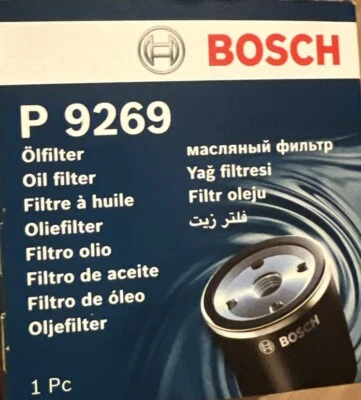 BOSCH
P 9269
Ölfilter
Oil filter
Filtre à huile
Oliefilter
Filtro olio
Filtro de aceite
Filtro de óleo
Oljefilter
масляный фильтр
Yağ filtresi
Filtr oleju
فلتر زيت
BOSCH
1 Pc